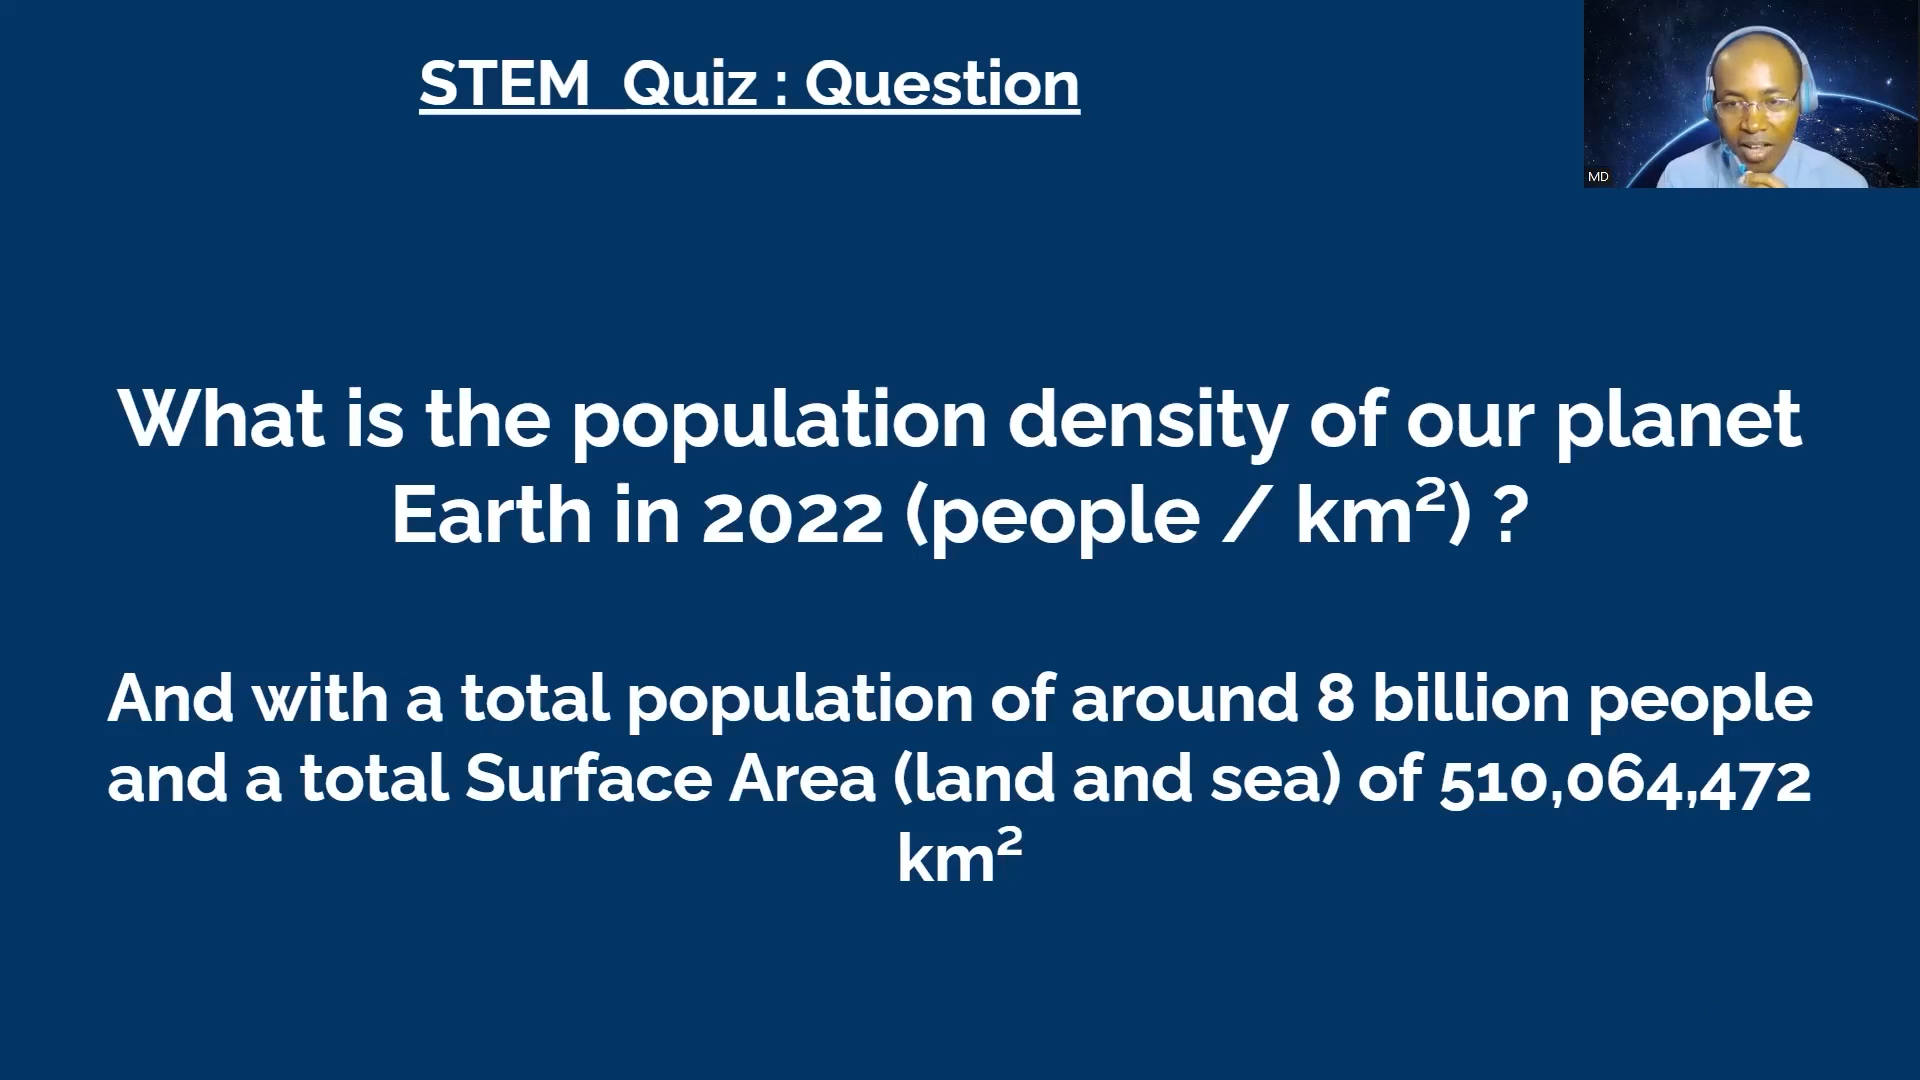 STEM  Quiz : Question
MD
What is the population density of our planet
Earth in 2022 (people / km²) ?
And with a total population of around 8 billion people
and a total Surface Area (land and sea) of 510,064,472
km²